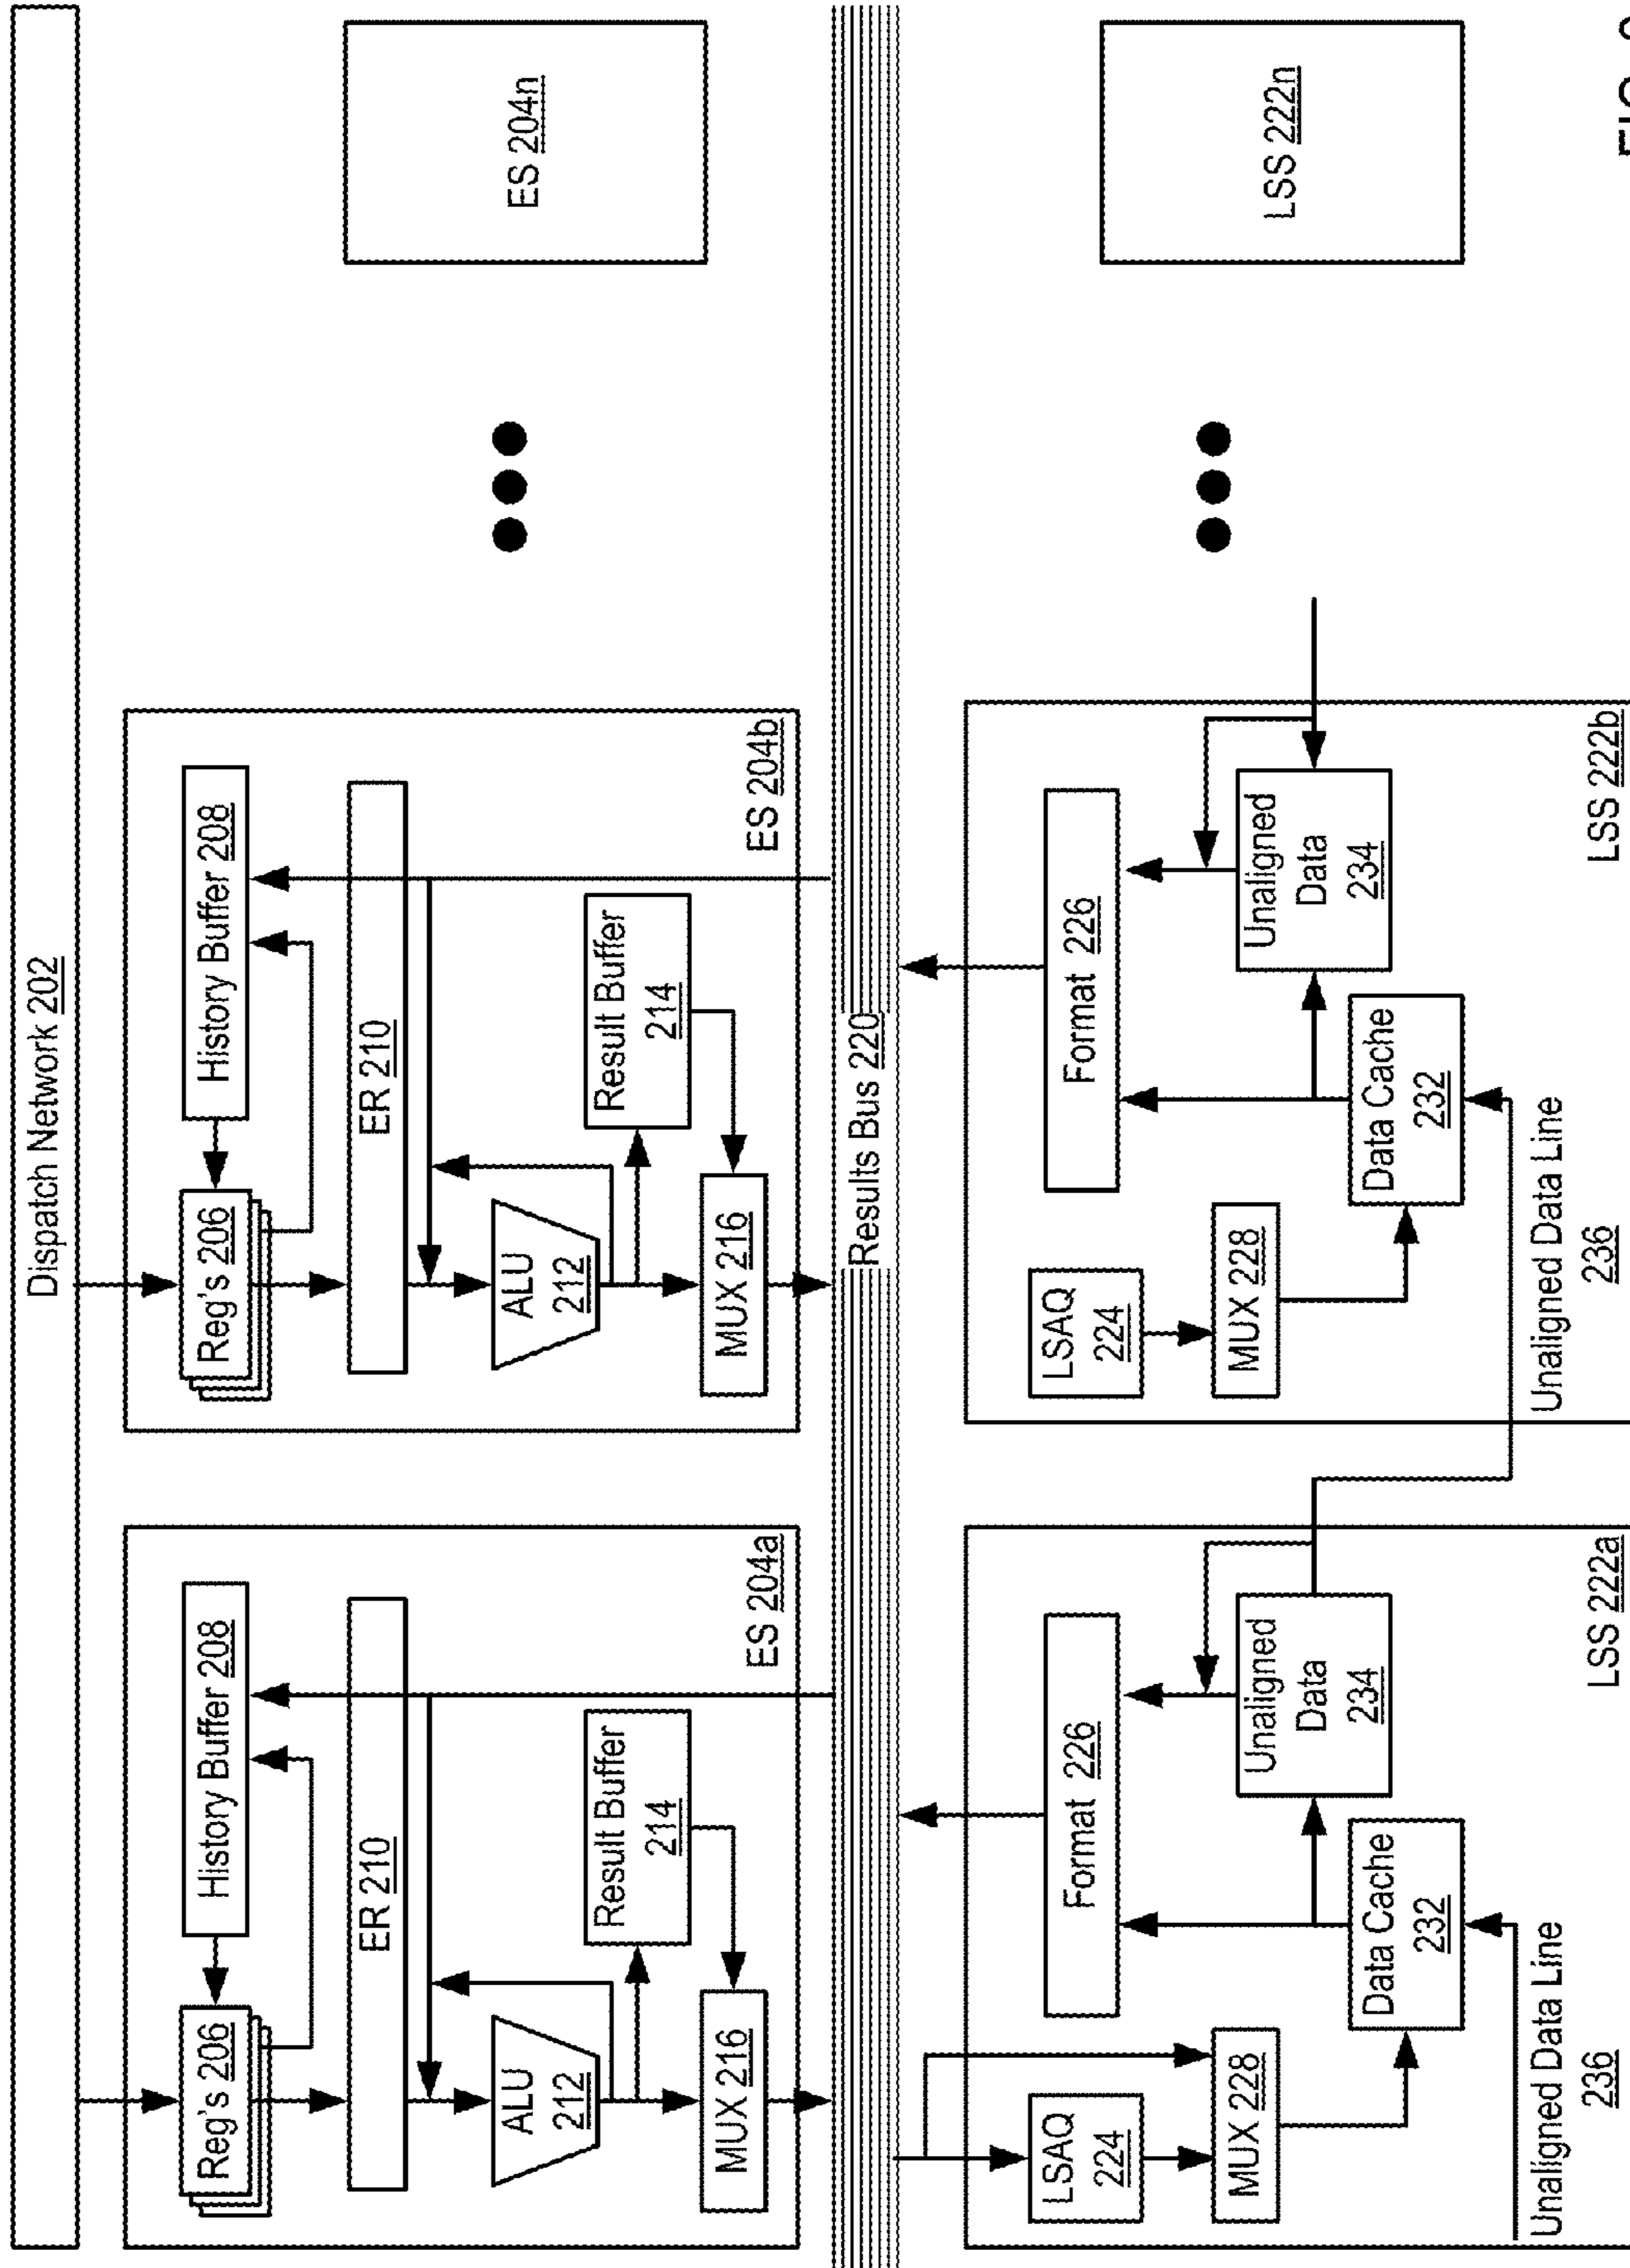 Dispatch Network 202
Reg's 206
History Buffer 208
ER 210
ALU
212
Result Buffer
214
MUX 216
ES 204a
Reg's 206
History Buffer 208
ER 210
ALU
212
Result Buffer
214
MUX 216
ES 204b
ES 204n
Results Bus 220
LSAQ
224
MUX 228
Format 226
Data Cache
232
Unaligned
Data
234
Unaligned Data Line
236
LSS 222a
LSAQ
224
MUX 228
Format 226
Data Cache
232
Unaligned
Data
234
Unaligned Data Line
236
LSS 222b
LSS 222n